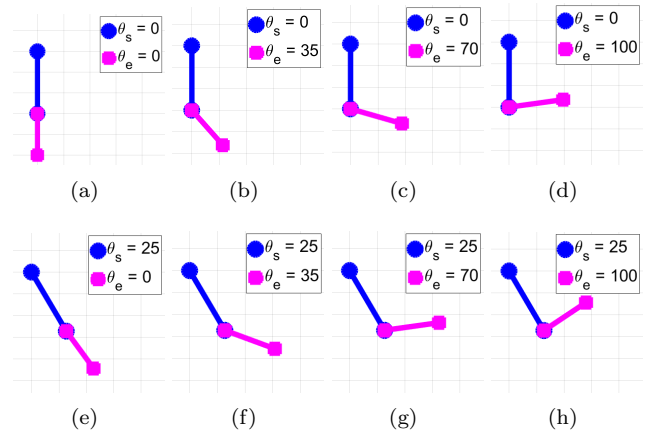 θs = 0
θe = 0
θs = 0
θe = 35
θs = 0
θe = 70
θs = 0
θe = 100
(a)
(b)
(c)
(d)
θs = 25
θe = 0
θs = 25
θe = 35
θs = 25
θe = 70
θs = 25
θe = 100
(e)
(f)
(g)
(h)